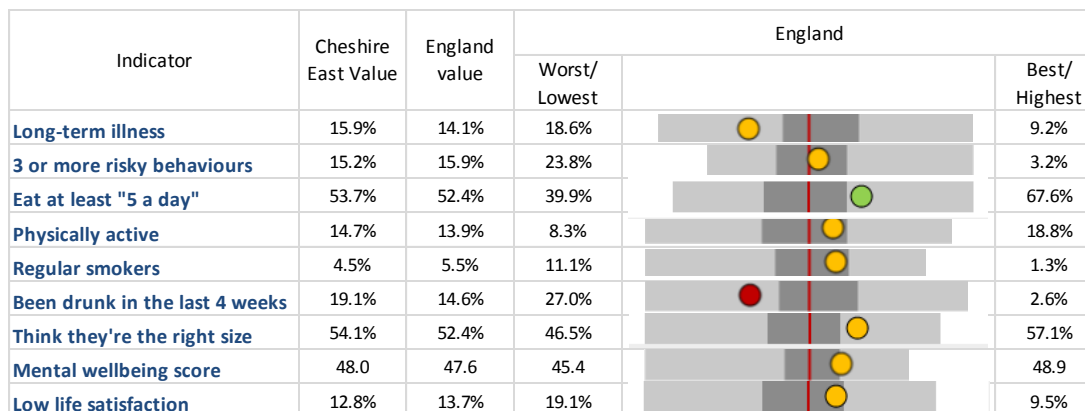 Indicator
Cheshire
East Value
England
value
England
Worst/
Lowest
Best/
Highest
Long-term illness 15.9% 14.1% 18.6% 9.2%
3 or more risky behaviours 15.2% 15.9% 23.8% 3.2%
Eat at least "5 a day" 53.7% 52.4% 39.9% 67.6%
Physically active 14.7% 13.9% 8.3% 18.8%
Regular smokers 4.5% 5.5% 11.1% 1.3%
Been drunk in the last 4 weeks 19.1% 14.6% 27.0% 2.6%
Think they're the right size 54.1% 52.4% 46.5% 57.1%
Mental wellbeing score 48.0 47.6 45.4 48.9
Low life satisfaction 12.8% 13.7% 19.1% 9.5%